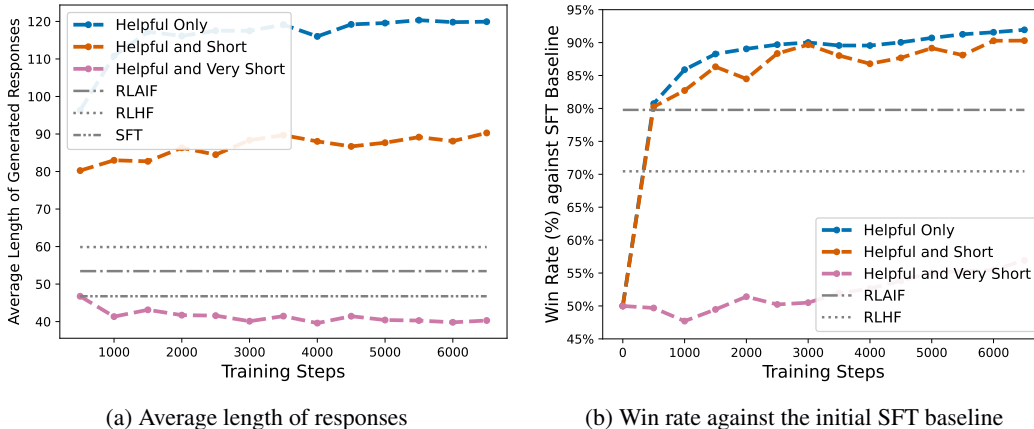 120
110
100
90
80
70
60
50
40
Average Length of Generated Responses
Helpful Only
Helpful and Short
Helpful and Very Short
RLAIF
RLHF
SFT
1000 2000 3000 4000 5000 6000
Training Steps
(a) Average length of responses
95%
90%
85%
80%
75%
70%
65%
60%
55%
50%
45%
Win Rate (%) against SFT Baseline
Helpful Only
Helpful and Short
Helpful and Very Short
RLAIF
RLHF
0 1000 2000 3000 4000 5000 6000
Training Steps
(b) Win rate against the initial SFT baseline